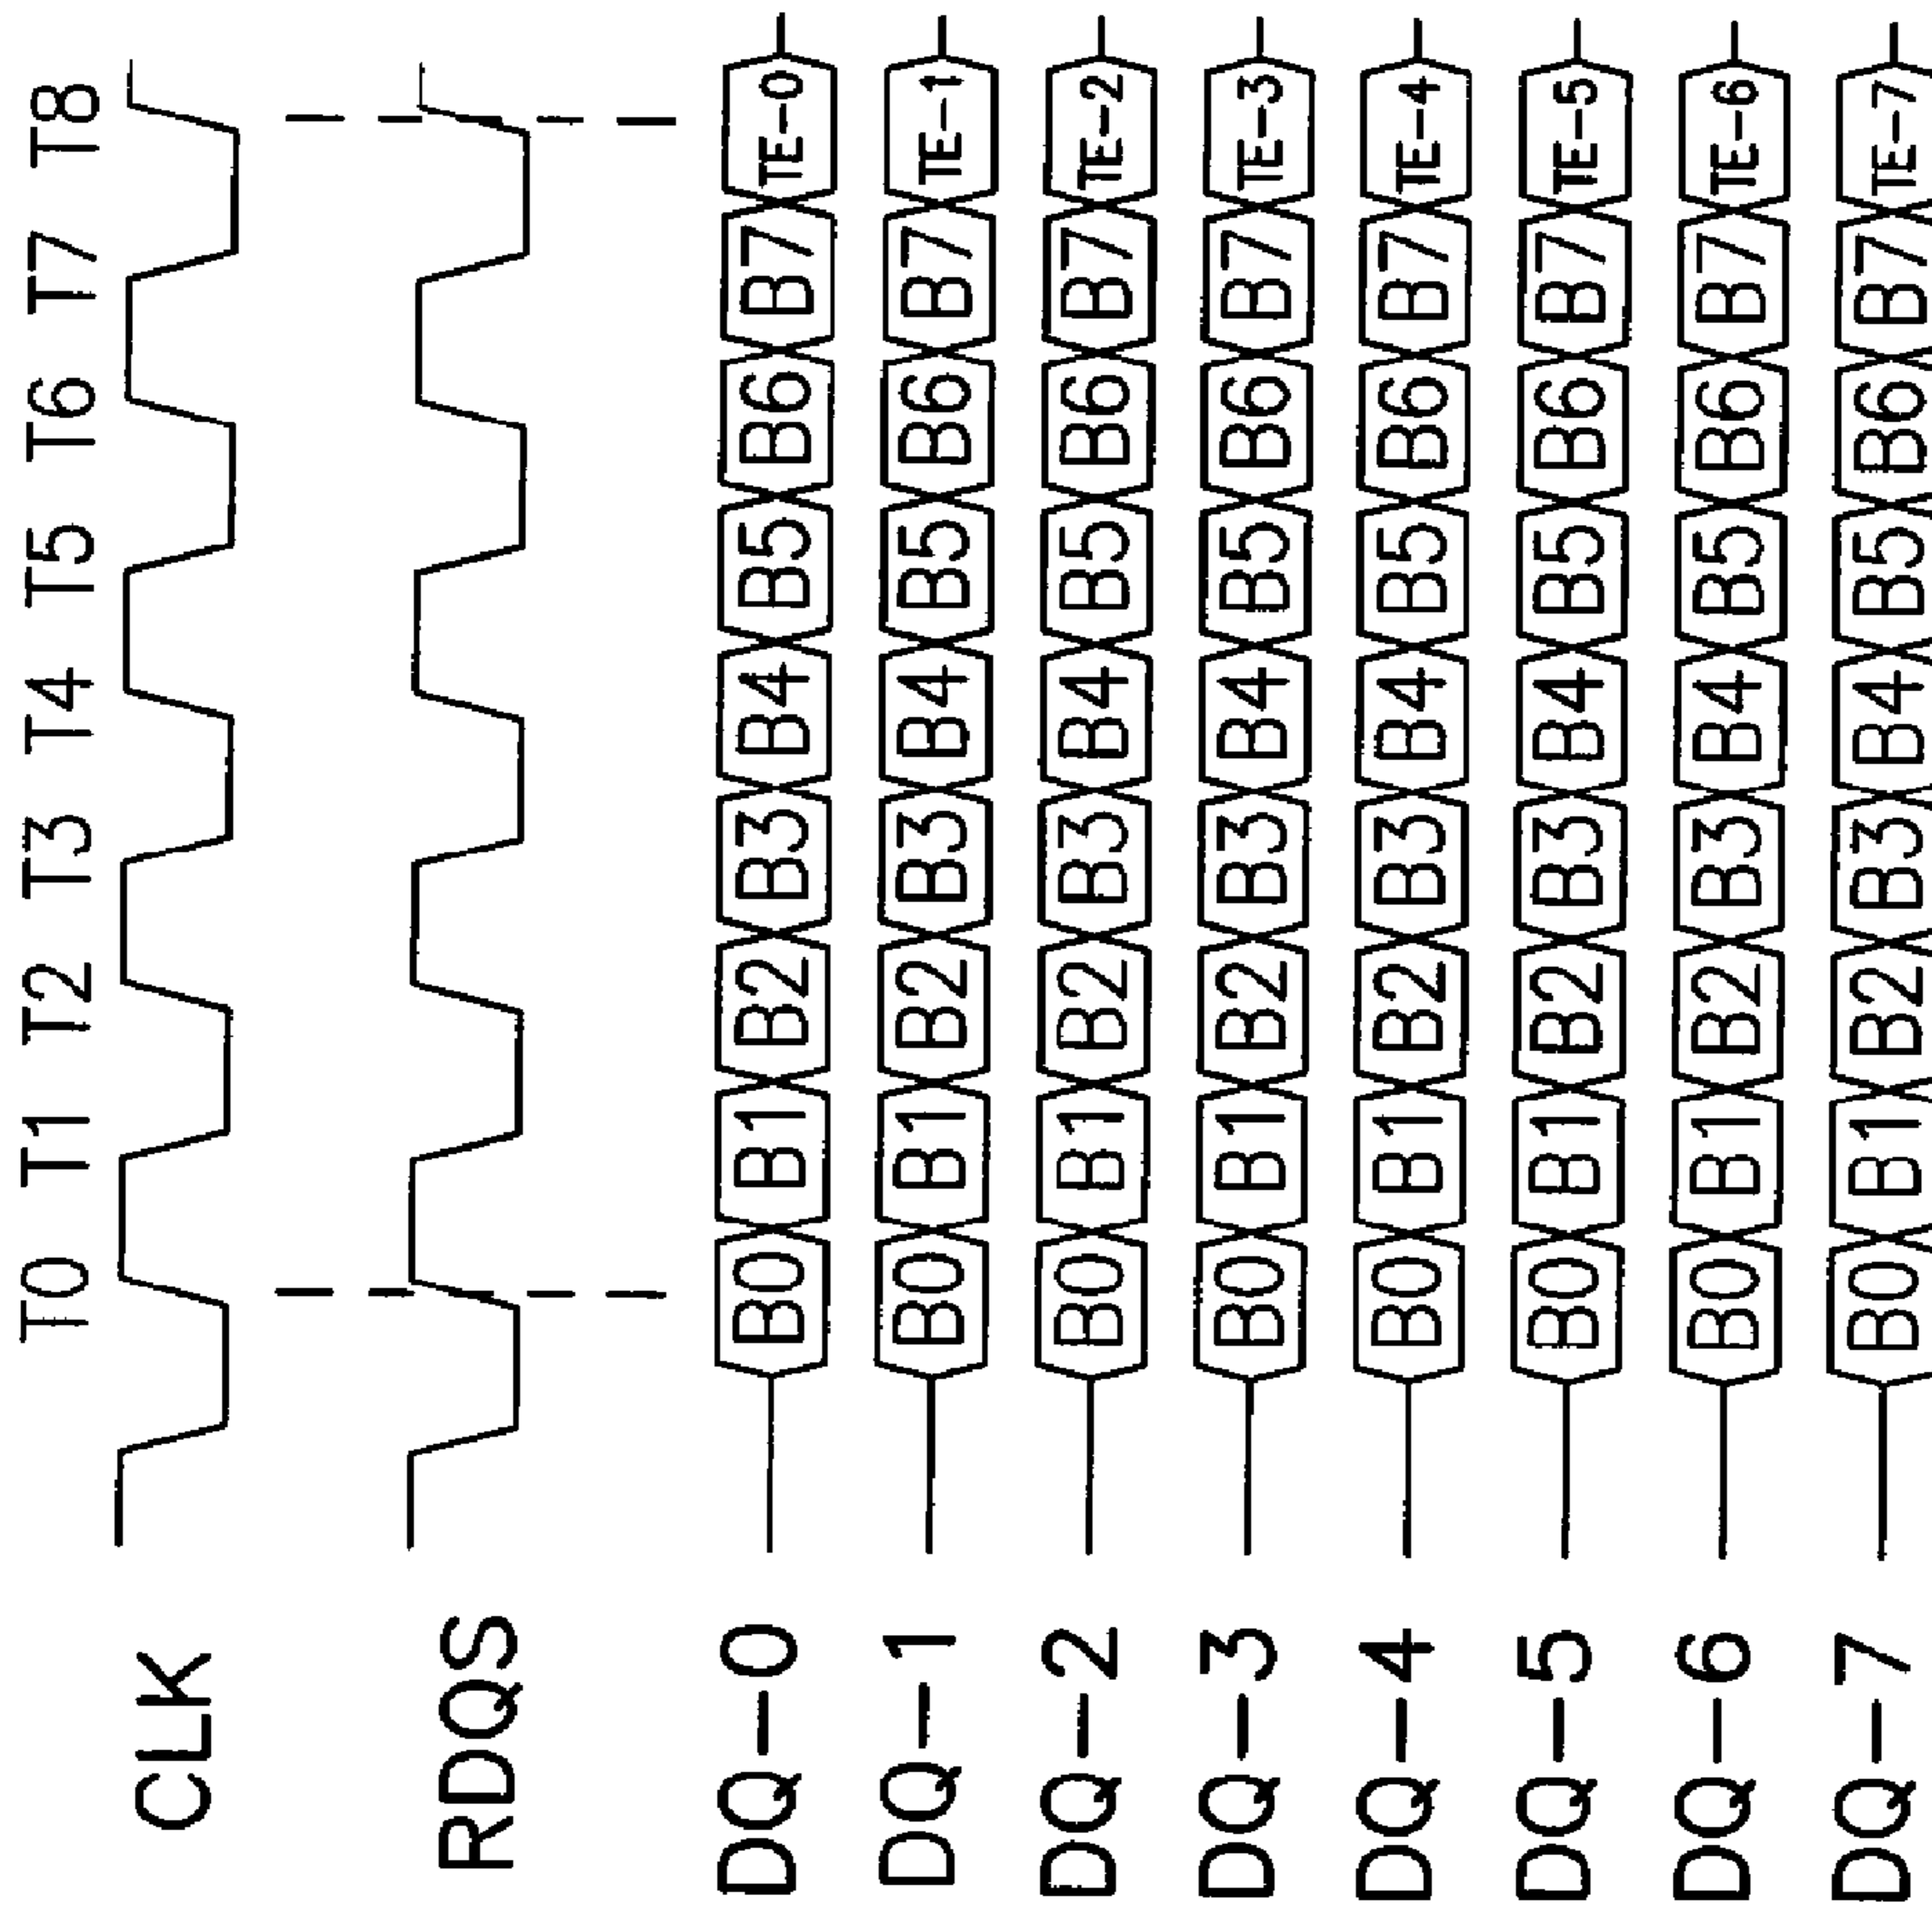 T0 T1 T2 T3 T4 T5 T6 T7 T8
CLK
RDQS
DQ-0 B0 B1 B2 B3 B4 B5 B6 B7 TE-0
DQ-1 B0 B1 B2 B3 B4 B5 B6 B7 TE-1
DQ-2 B0 B1 B2 B3 B4 B5 B6 B7 TE-2
DQ-3 B0 B1 B2 B3 B4 B5 B6 B7 TE-3
DQ-4 B0 B1 B2 B3 B4 B5 B6 B7 TE-4
DQ-5 B0 B1 B2 B3 B4 B5 B6 B7 TE-5
DQ-6 B0 B1 B2 B3 B4 B5 B6 B7 TE-6
DQ-7 B0 B1 B2 B3 B4 B5 B6 B7 TE-7